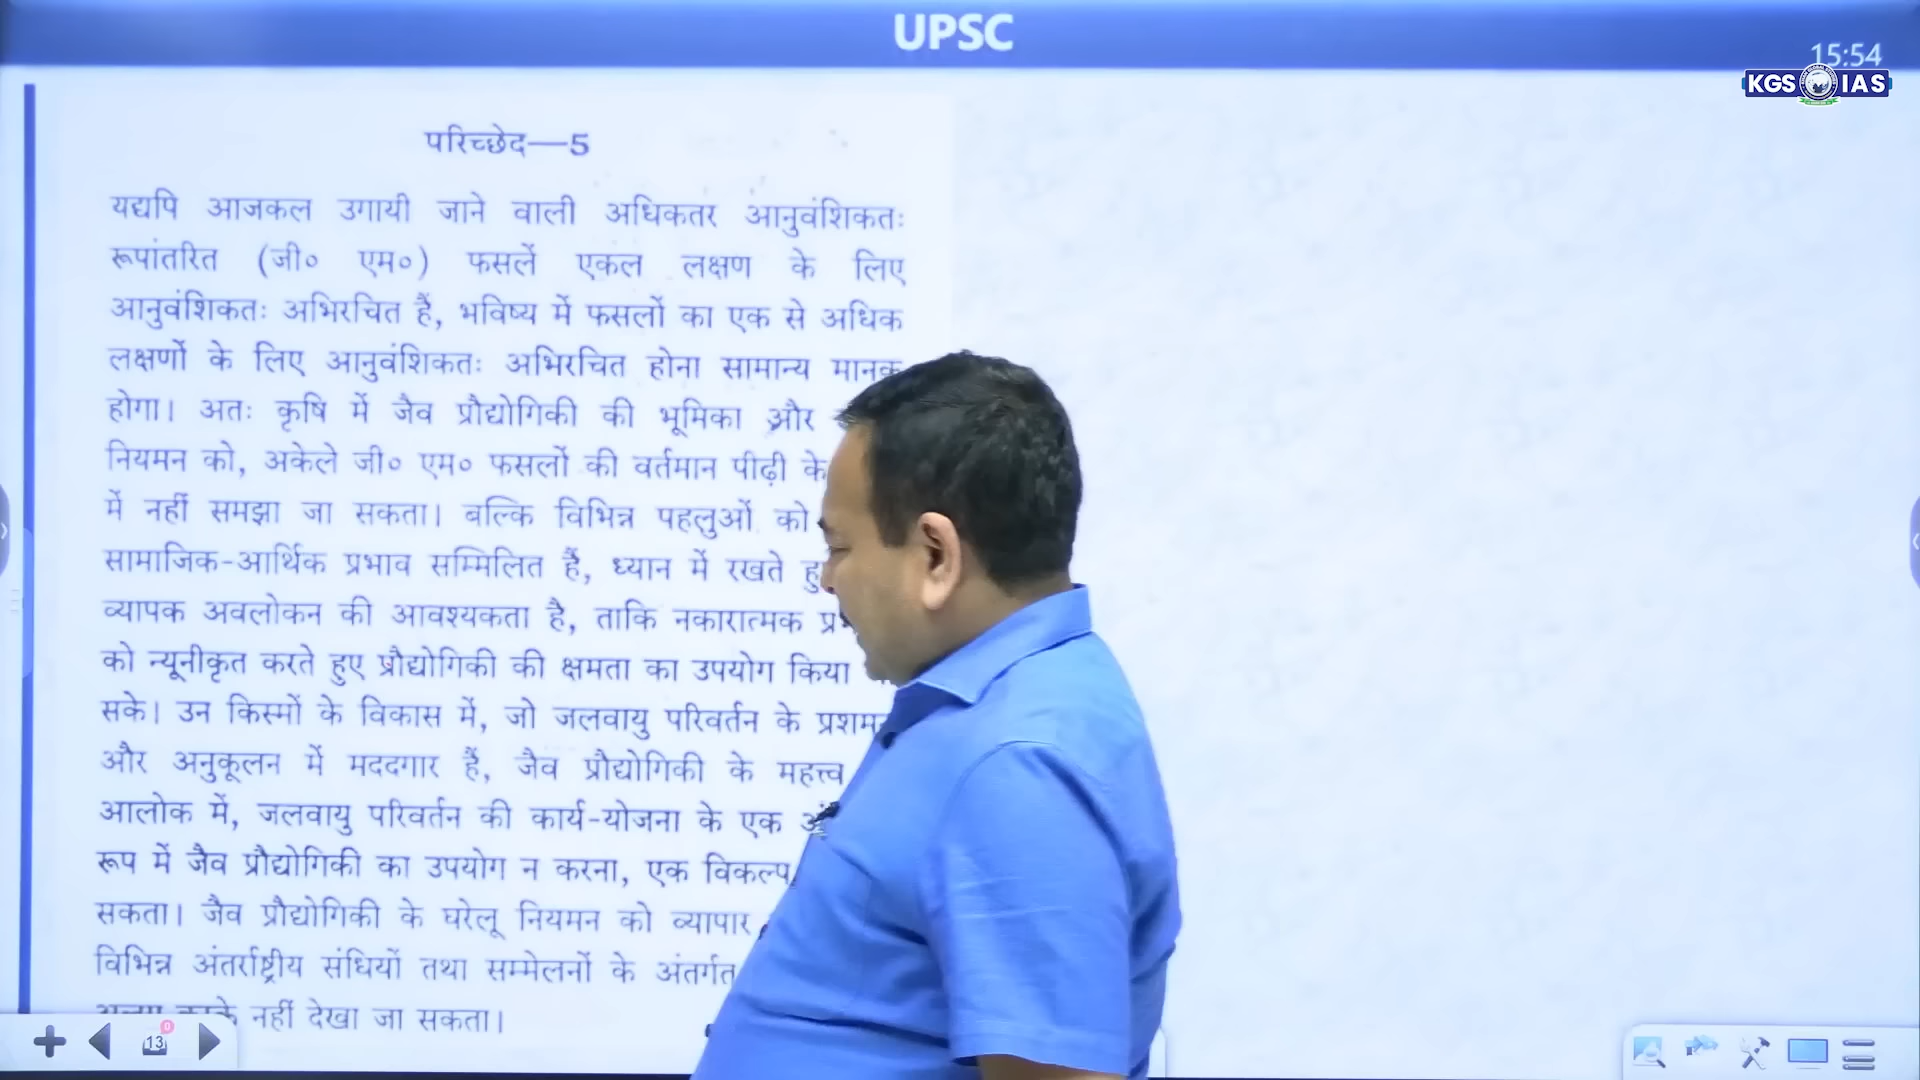 UPSC
15:54
KGS IAS
परिच्छेद—5
यद्यपि आजकल उगायी जाने वाली अधिकतर आनुवंशिकतः
रूपांतरित (जी० एम०) फसलें एकल लक्षण के लिए
आनुवंशिकतः अभिरचित हैं, भविष्य में फसलों का एक से अधिक
लक्षणों के लिए आनुवंशिकतः अभिरचित होना सामान्य मानक
होगा। अतः कृषि में जैव प्रौद्योगिकी की भूमिका और
नियमन को, अकेले जी० एम० फसलों की वर्तमान पीढ़ी के
में नहीं समझा जा सकता। बल्कि विभिन्न पहलुओं को
सामाजिक-आर्थिक प्रभाव सम्मिलित हैं, ध्यान में रखते
व्यापक अवलोकन की आवश्यकता है, ताकि नकारात्मक
को न्यूनीकृत करते हुए प्रौद्योगिकी की क्षमता का उपयोग किया
सके। उन किस्मों के विकास में, जो जलवायु परिवर्तन के प्रशमन
और अनुकूलन में मददगार हैं, जैव प्रौद्योगिकी के महत्त्व
आलोक में, जलवायु परिवर्तन की कार्य-योजना के एक
रूप में जैव प्रौद्योगिकी का उपयोग न करना, एक विकल्प
सकता। जैव प्रौद्योगिकी के घरेलू नियमन को व्यापार
विभिन्न अंतर्राष्ट्रीय संधियों तथा सम्मेलनों के अंतर्गत
नहीं देखा जा सकता।
13
0